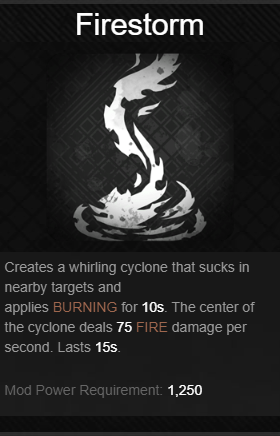 Firestorm
Creates a whirling cyclone that sucks in
nearby targets and
applies BURNING for 10s. The center of
the cyclone deals 75 FIRE damage per
second. Lasts 15s.
Mod Power Requirement: 1,250